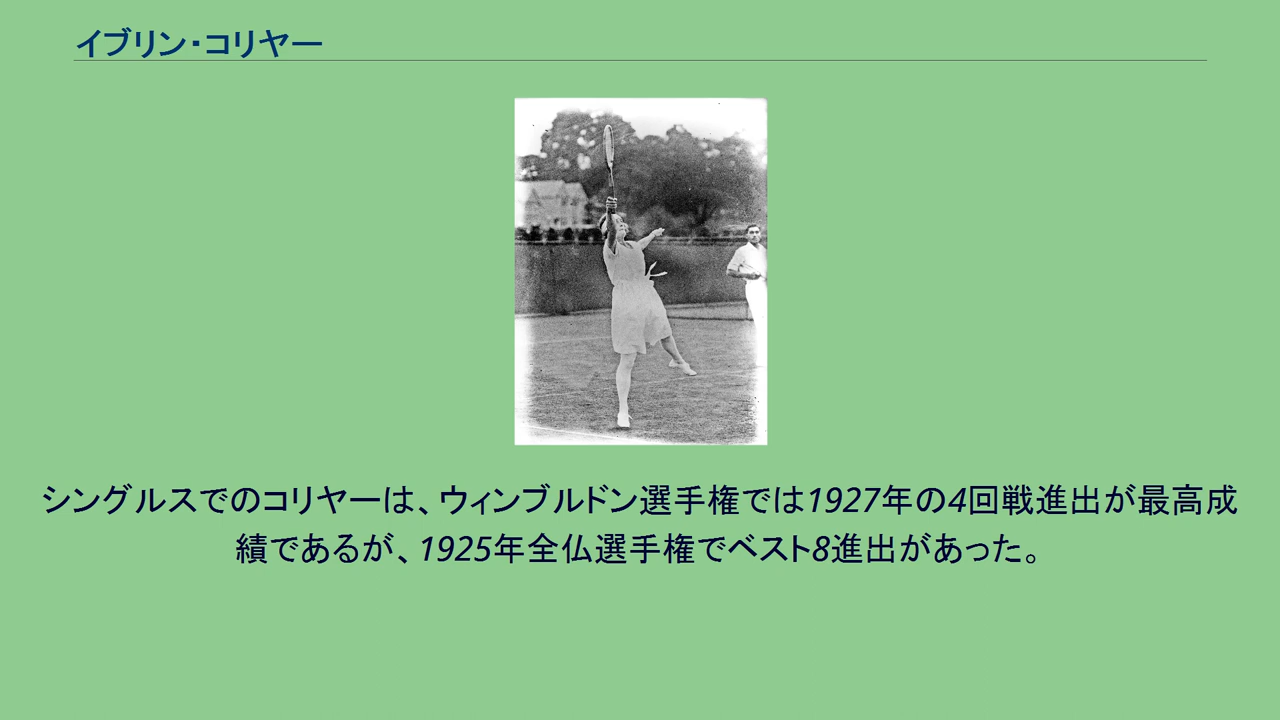 イブリン・コリヤー
シングルスでのコリヤーは、ウィンブルドン選手権では1927年の4回戦進出が最高成
績であるが、1925年全仏選手権でベスト8進出があった。